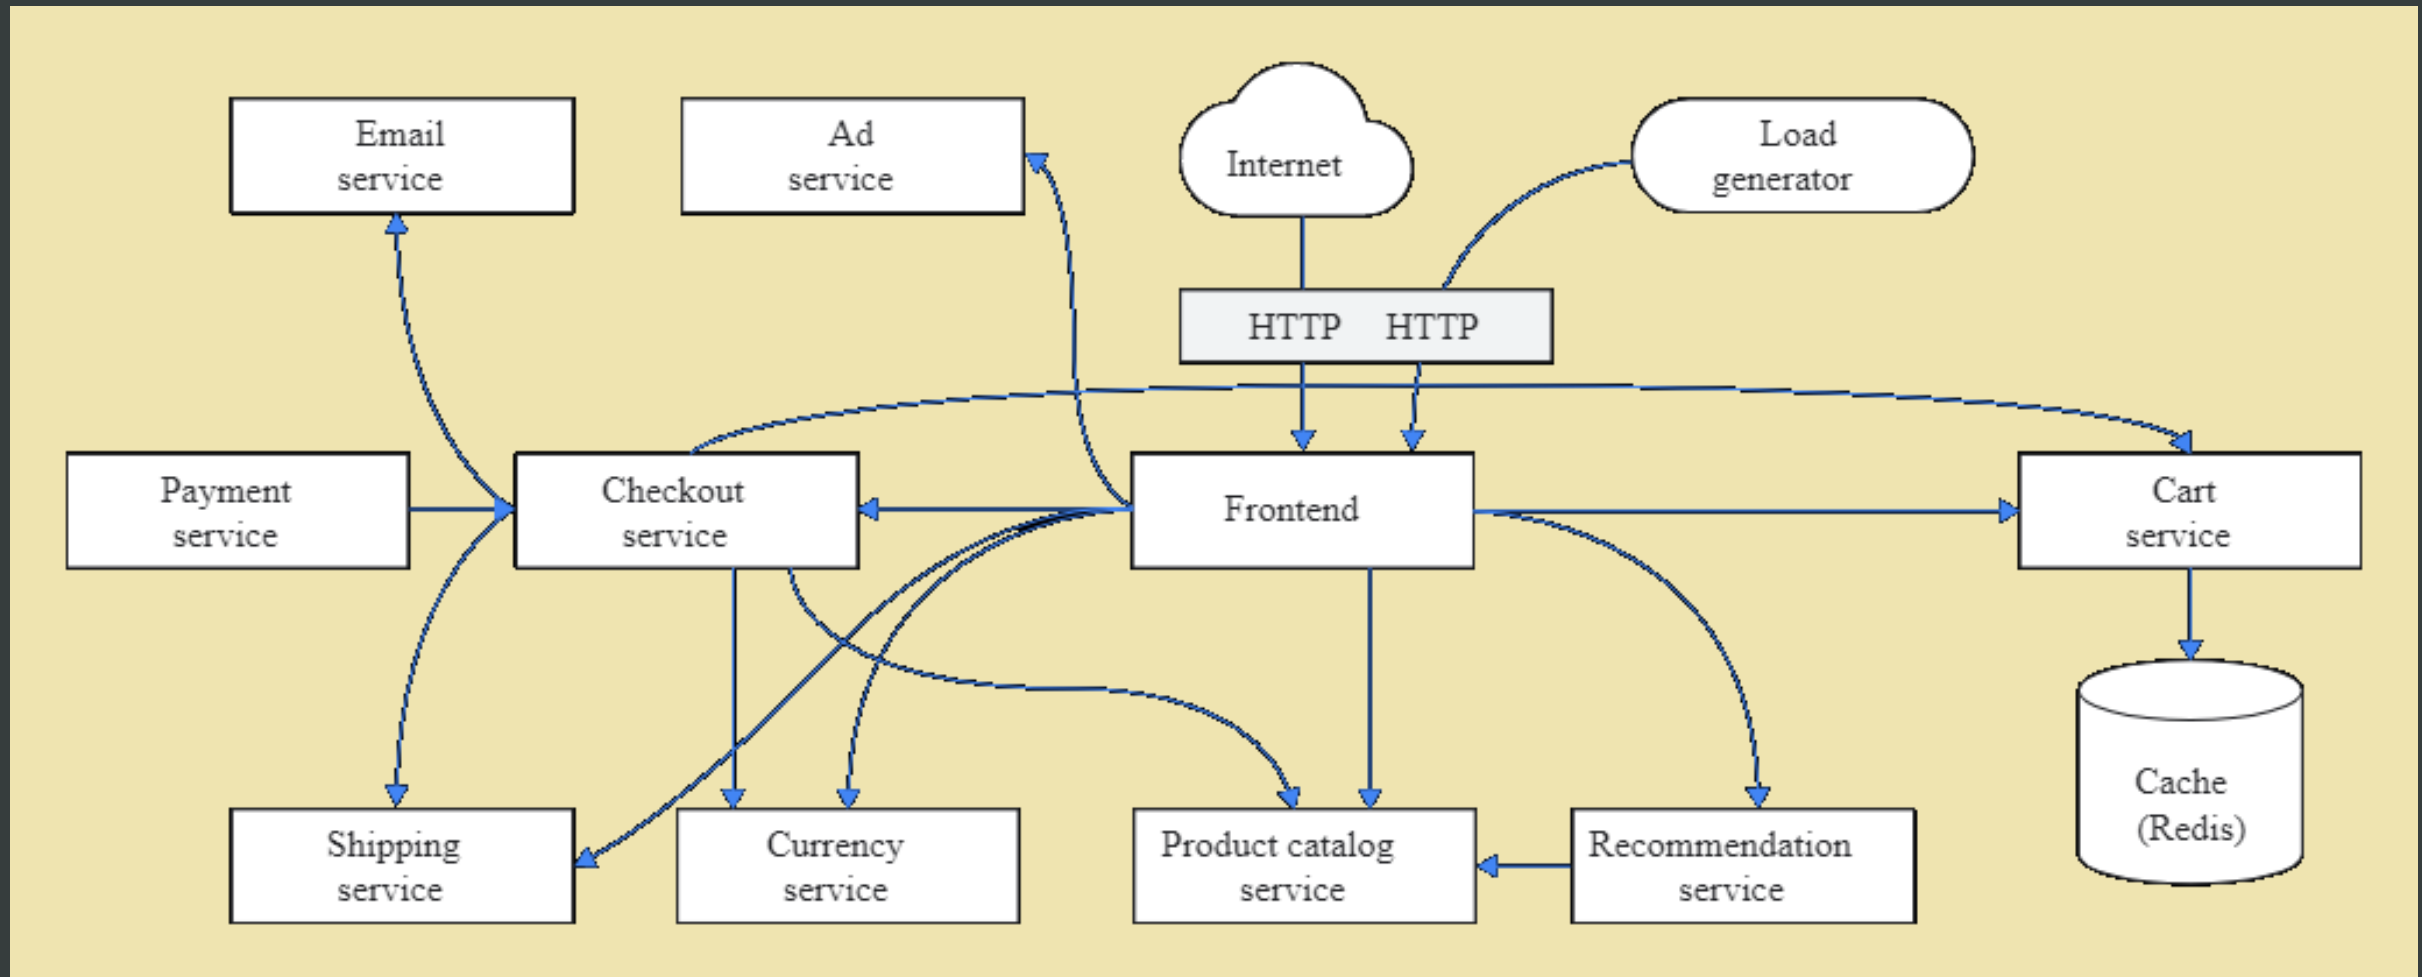 Email
service
Ad
service
Internet
Load
generator
HTTP HTTP
Payment
service
Checkout
service
Frontend
Cart
service
Shipping
service
Currency
service
Product catalog
service
Recommendation
service
Cache
(Redis)